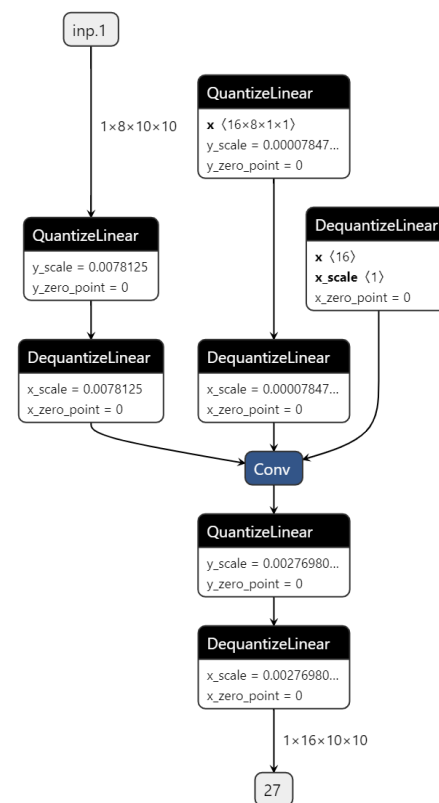 inp.1
1×8×10×10
QuantizeLinear
x 〈16×8×1×1〉
y_scale = 0.00007847...
y_zero_point = 0
QuantizeLinear
y_scale = 0.0078125
y_zero_point = 0
DequantizeLinear
x 〈16〉
x_scale 〈1〉
x_zero_point = 0
DequantizeLinear
x_scale = 0.0078125
x_zero_point = 0
DequantizeLinear
x_scale = 0.00007847...
x_zero_point = 0
Conv
QuantizeLinear
y_scale = 0.00276980...
y_zero_point = 0
DequantizeLinear
x_scale = 0.00276980...
x_zero_point = 0
1×16×10×10
27